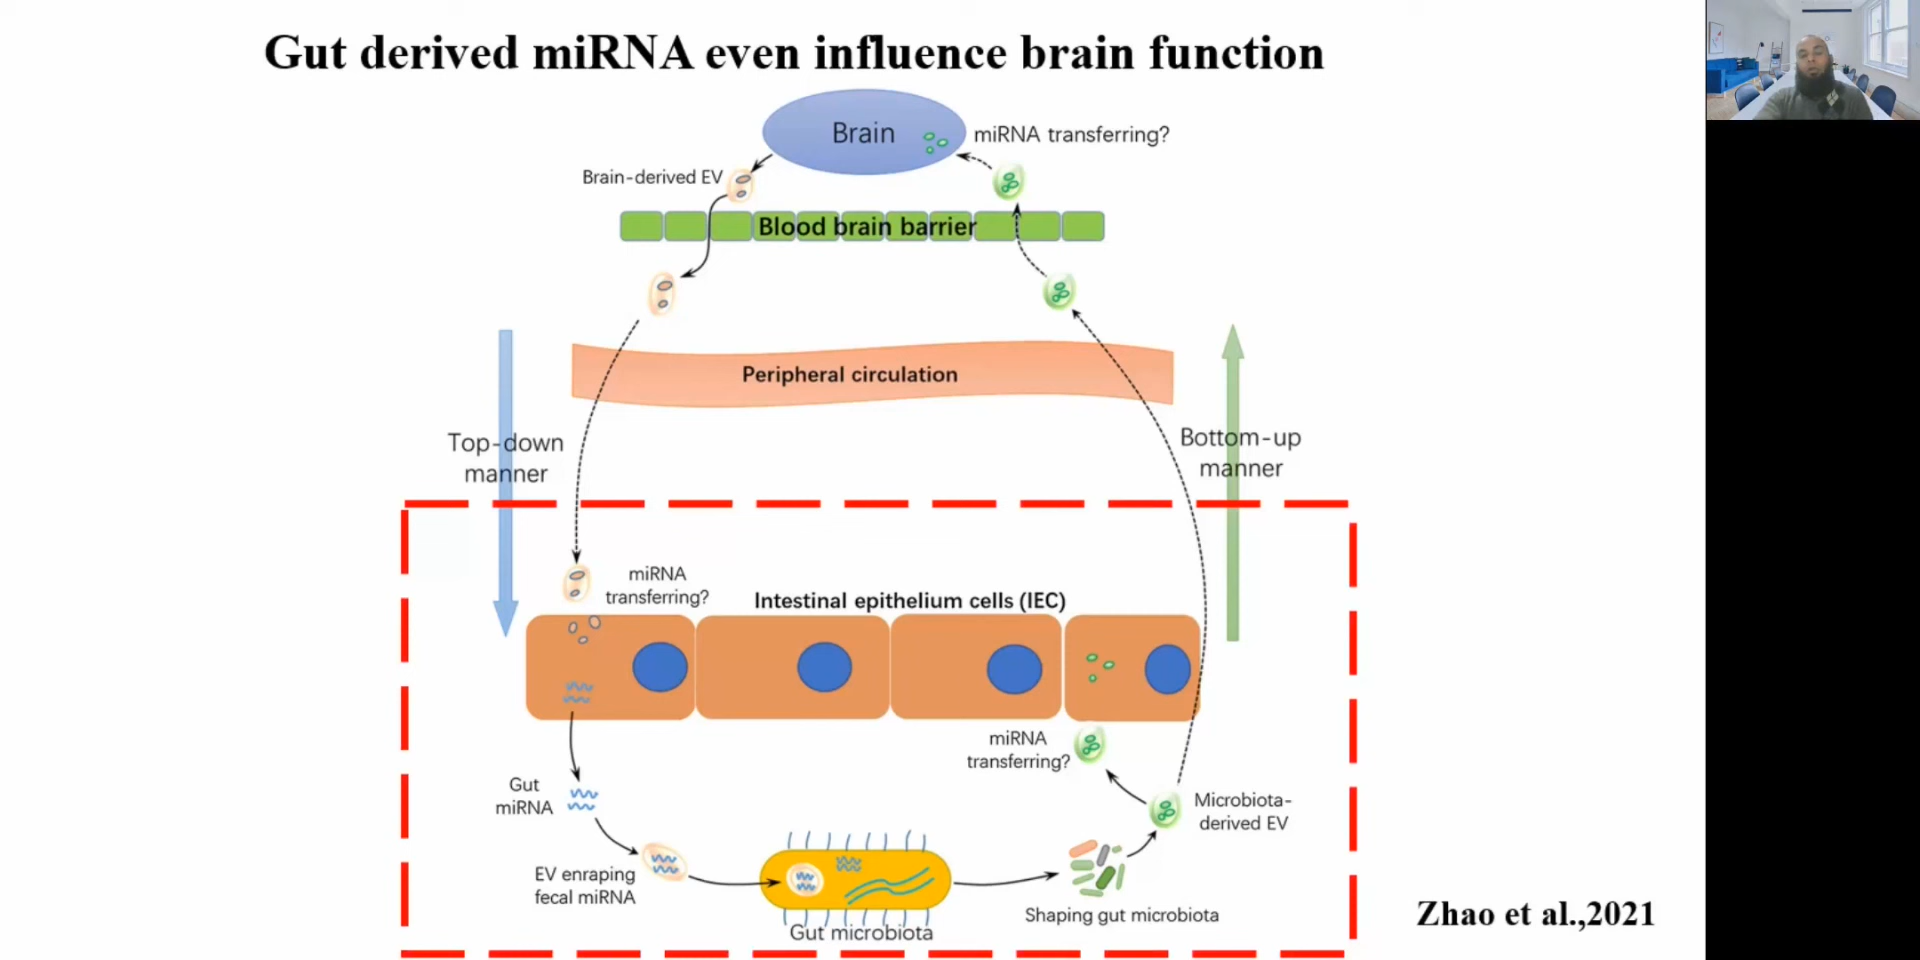 Gut derived miRNA even influence brain function
Brain
miRNA transferring?
Brain-derived EV
Blood brain barrier
Peripheral circulation
Top-down
manner
Bottom-up
manner
miRNA
transferring?
Intestinal epithelium cells (IEC)
miRNA
transferring?
Gut
miRNA
Microbiota-
derived EV
EV enraping
fecal miRNA
Gut microbiota
Shaping gut microbiota
Zhao et al.,2021